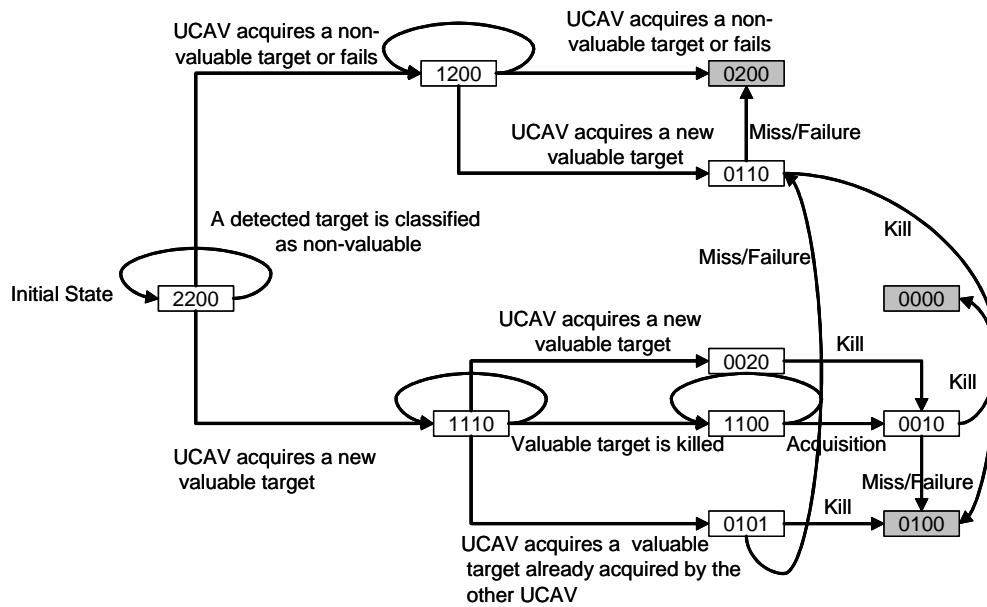 UCAV acquires a non-
valuable target or fails
UCAV acquires a non-
valuable target or fails
1200
0200
UCAV acquires a new
valuable target
Miss/Failure
0110
A detected target is classified
as non-valuable
Kill
Miss/Failure
Initial State
2200
0000
UCAV acquires a new
valuable target
0020
Kill
Kill
1110
1100
0010
Valuable target is killed
Acquisition
UCAV acquires a new
valuable target
Miss/Failure
0101
Kill
0100
UCAV acquires a valuable
target already acquired by the
other UCAV